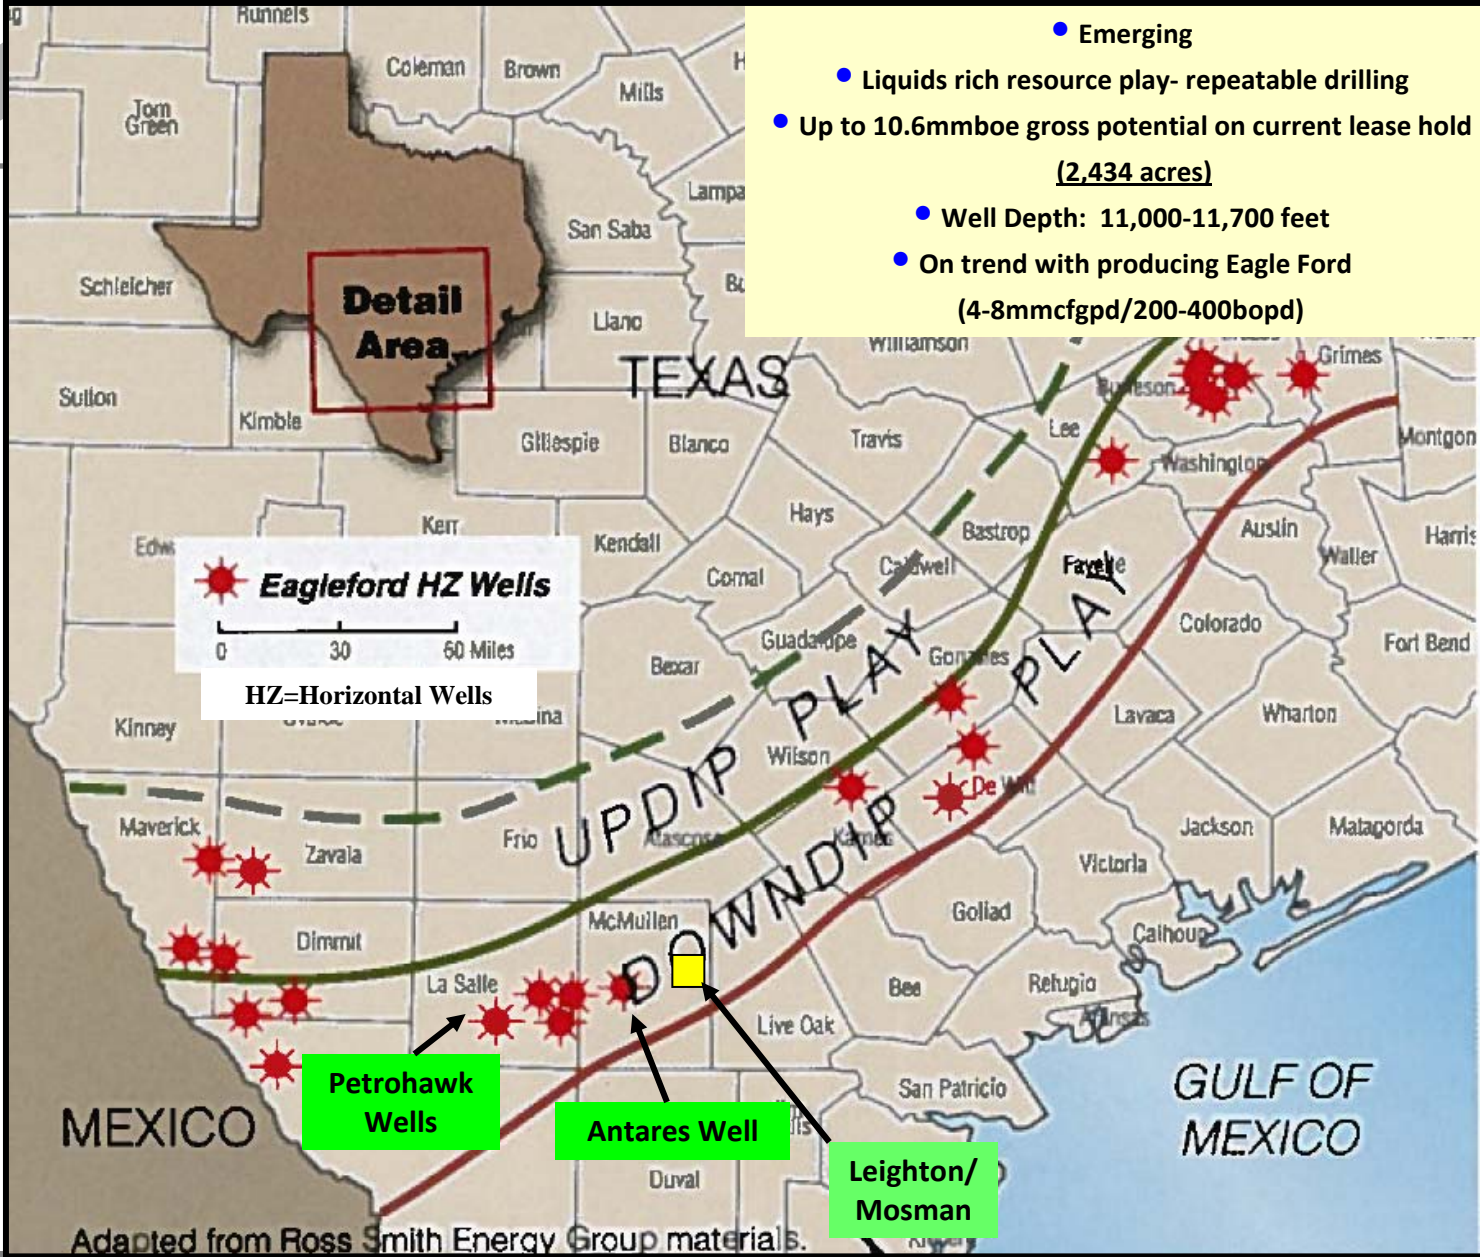 Runnels
Coleman
Brown
Mills
Tom
Green
San Saba
Schleicher
Llano
Sutton
Kimble
Detail
Area
TEXAS
• Emerging
• Liquids rich resource play- repeatable drilling
• Up to 10.6mmboe gross potential on current lease hold
(2,434 acres)
• Well Depth: 11,000-11,700 feet
• On trend with producing Eagle Ford
(4-8mmcfgpd/200-400bopd)
Williamson
Grimes
Burleson
Lee
Washington
Montgom
Gillespie
Blanco
Travis
Kerr
Kendall
Hays
Bastrop
Austin
Waller
Harris
Comal
Caldwell
Fayette
Eagleford HZ Wells
0 30 60 Miles
HZ=Horizontal Wells
Bexar
Guadalupe
Gonzales
Colorado
Fort Bend
Kinney
Medina
Wilson
Lavaca
Wharton
UPDIP PLAY
DOWNDIP PLAY
Maverick
Zavala
Frio
Atascosa
Karnes
De Witt
Jackson
Matagorda
Victoria
Dimmit
McMullen
Goliad
Calhoun
La Salle
Bee
Refugio
Aransas
Live Oak
San Patricio
Petrohawk
Wells
Antares Well
Leighton/
Mosman
Duval
MEXICO
GULF OF
MEXICO
Adapted from Ross Smith Energy Group materials.